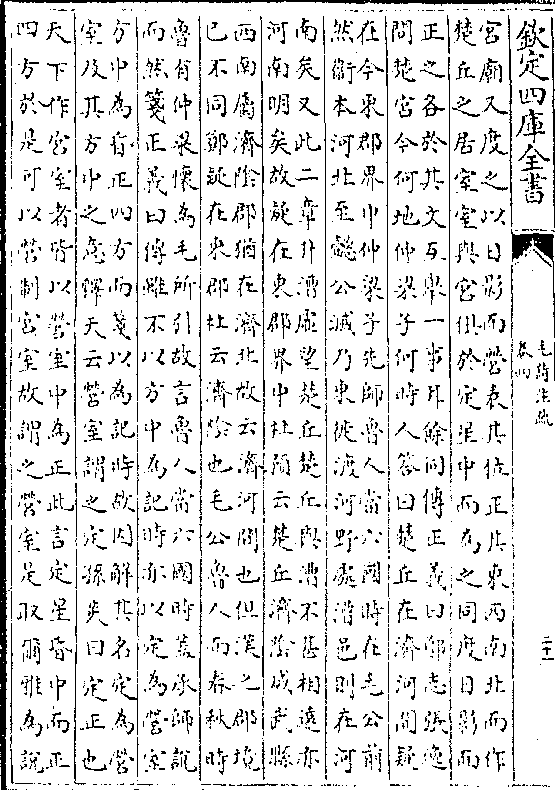 欽定四庫全書
毛詩注疏
卷四
二十一
宮廟又度之以日影而營表其位正其東西南北而作
楚丘之居室室與宮俱於定星中而為之同度日影而
正之各於其文互舉一事耳餘同傳正義曰鄭志張逸
問楚宮今何地仲梁子何時人答曰楚丘在濟河間疑
在今東郡界中仲梁子先師魯人當六國時在毛公前
然衛本河北至懿公滅乃東徙渡河野處漕邑則在河
南矣又此二章升漕虛望楚丘楚丘與漕不甚相遠亦
河南明矣故疑在東郡界中杜預云楚丘濟陰成武縣
西南屬濟陰郡猶在濟北故云濟河間也但漢之郡境
已不同鄭疑在東郡杜云濟陰也毛公魯人而春秋時
魯有仲梁懷為毛所引故言魯人當六國時蓋承師說
而然箋正義曰傳雖不以方中為記時亦以定為營室
方中為視正四方而箋以為記時故因解其名定為營
室及其方中之意釋天云營室謂之定孫炎曰定正也
天下作宮室者皆以營室中為正此言定星昏中而正
四方於是可以營制宮室故謂之營室是取爾雅為說